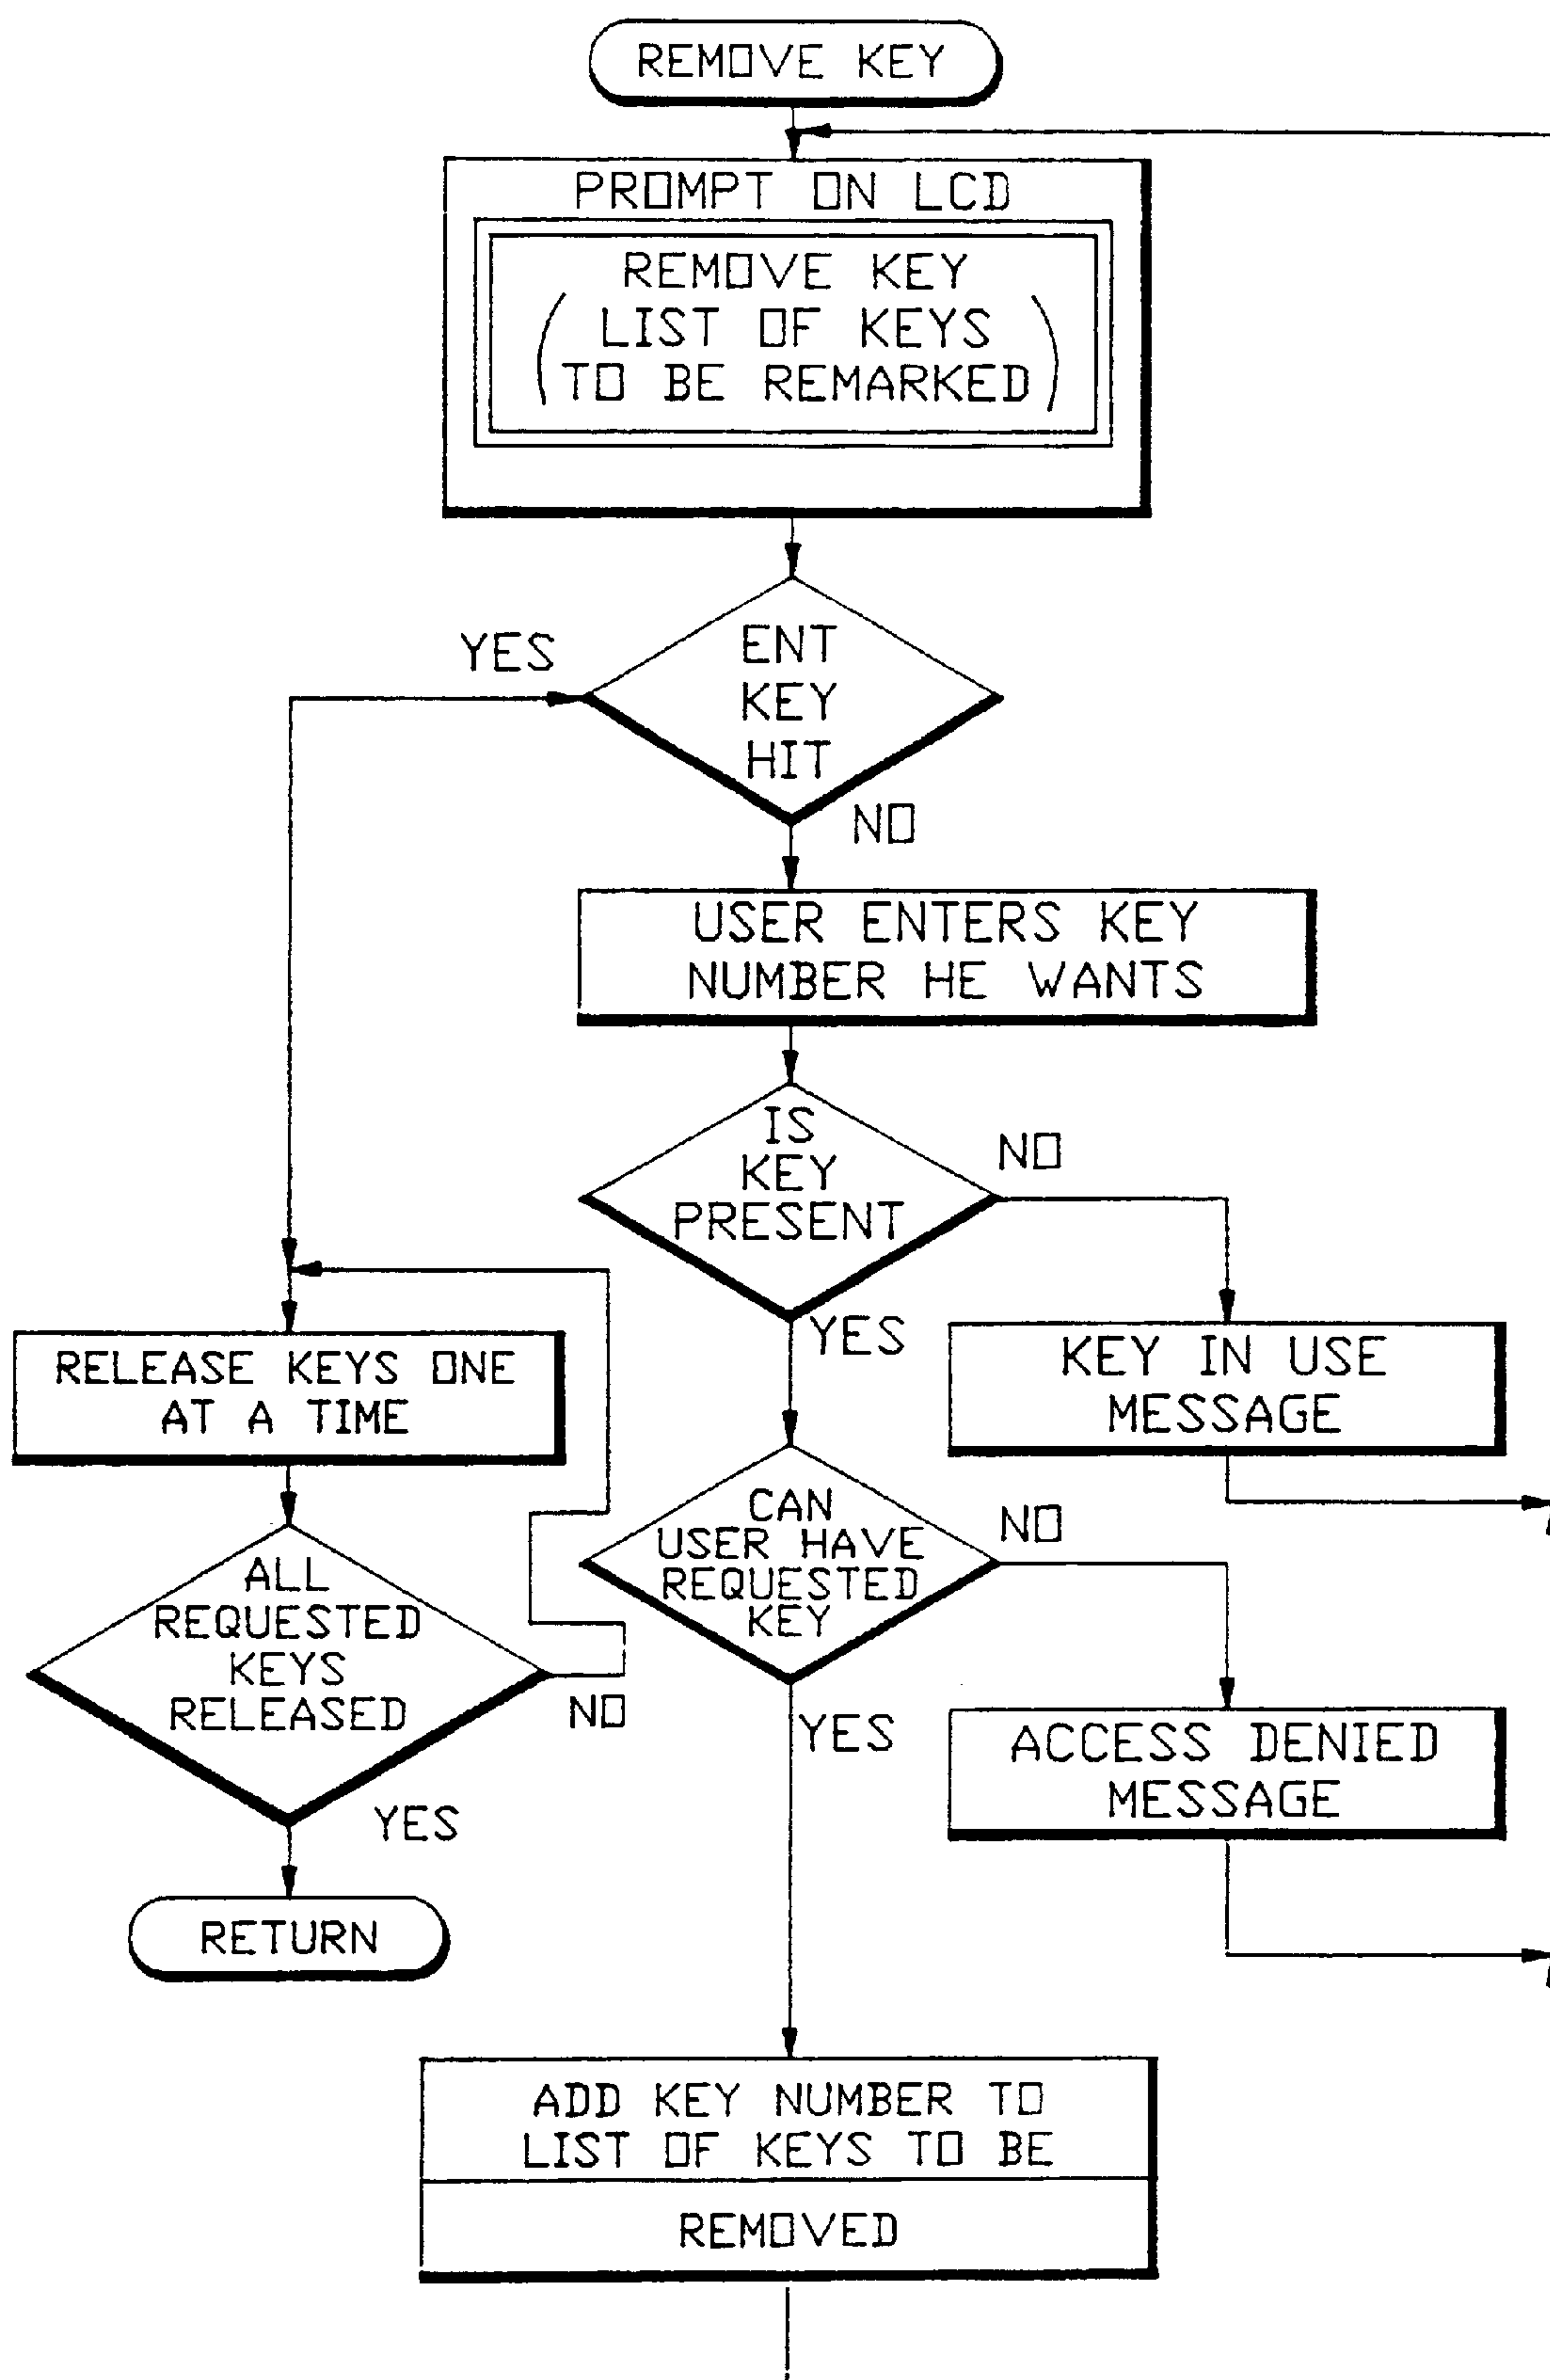 REMOVE KEY
PROMPT ON LCD
REMOVE KEY
( LIST OF KEYS
TO BE REMARKED )
ENT
KEY
HIT
YES
NO
USER ENTERS KEY
NUMBER HE WANTS
IS
KEY
PRESENT
NO
YES
KEY IN USE
MESSAGE
RELEASE KEYS ONE
AT A TIME
CAN
USER HAVE
REQUESTED
KEY
NO
YES
ALL
REQUESTED
KEYS
RELEASED
NO
YES
ACCESS DENIED
MESSAGE
RETURN
ADD KEY NUMBER TO
LIST OF KEYS TO BE
REMOVED